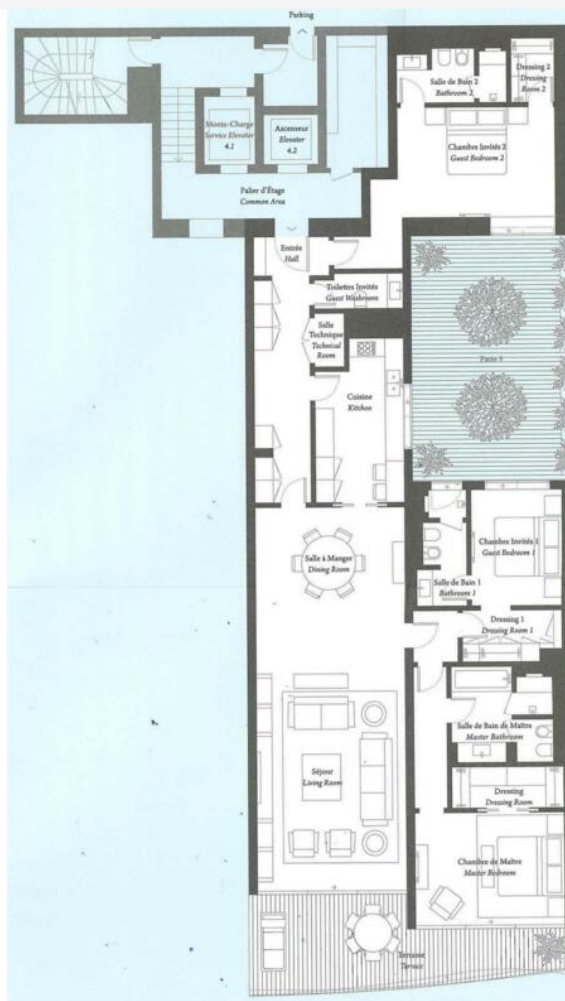 Parking
Salle de Bain 2
Bathroom 2
Dressing 2
Dressing
Room 2
Monte-Charge
Service Elevator
4.1
Ascenseur
Elevator
4.2
Chambre Invités 2
Guest Bedroom 2
Palier d'Étage
Common Area
Entrée
Hall
Toilettes Invités
Guest Washroom
Salle
Technique
Technical
Room
Patio 3
Cuisine
Kitchen
Salle à Manger
Dining Room
Chambre Invités 1
Guest Bedroom 1
Salle de Bain 1
Bathroom 1
Dressing 1
Dressing Room 1
Salle de Bain de Maître
Master Bathroom
Séjour
Living Room
Dressing
Dressing Room
Chambre de Maître
Master Bedroom
Terrasse
Terrace